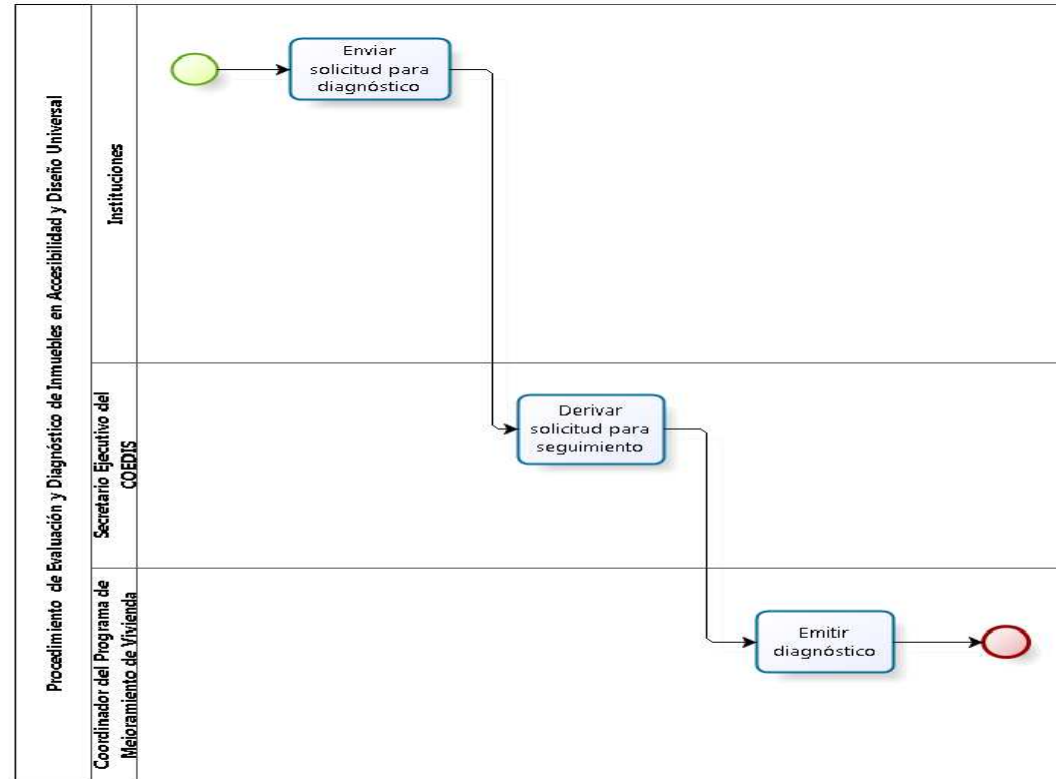 Procedimiento de Evaluación y Diagnóstico de Inmuebles en Accesibilidad y Diseño Universal
Instituciones
Enviar
solicitud para
diagnóstico
Secretario Ejecutivo del
COEDIS
Derivar
solicitud para
seguimiento
Coordinador del Programa de
Mejoramiento de Vivienda
Emitir
diagnóstico